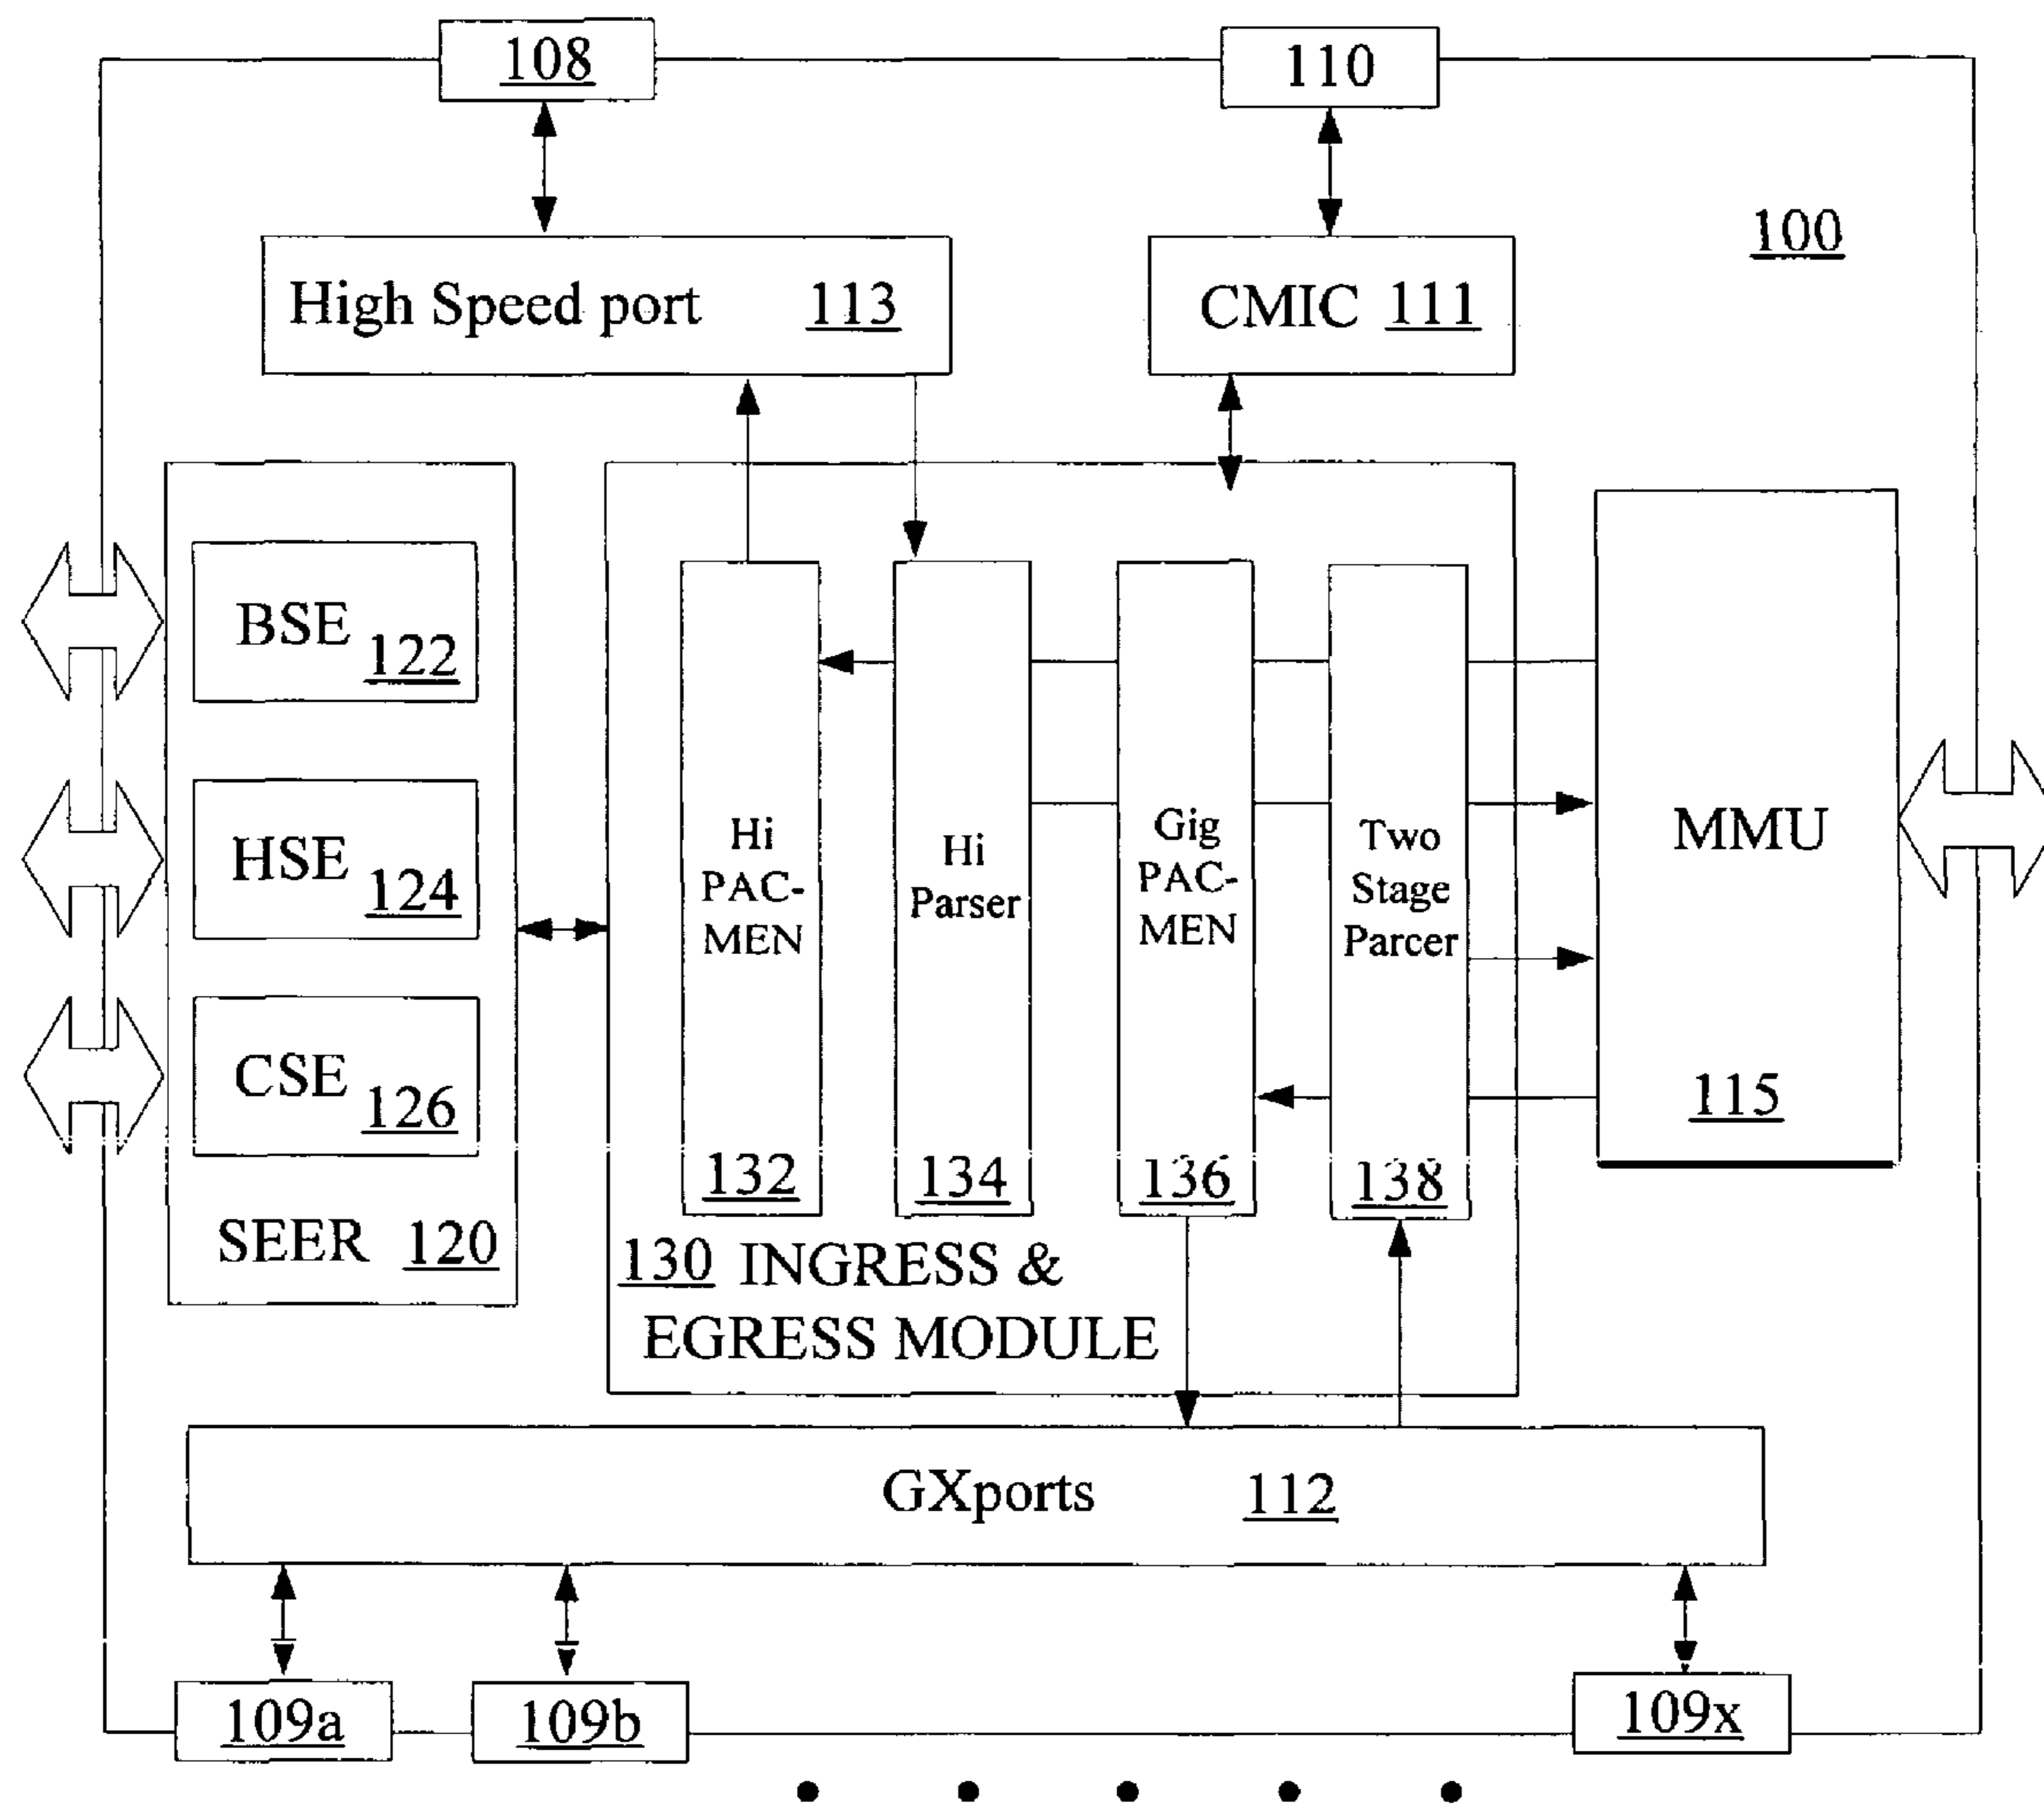 108
110
100
High Speed port 113
CMIC 111
BSE 122
HSE 124
CSE 126
SEER 120
Hi
PAC-
MEN
132
Hi
Parser
134
Gig
PAC-
MEN
136
Two
Stage
Parcer
138
130 INGRESS &
EGRESS MODULE
MMU
115
GXports 112
109a
109b
109x